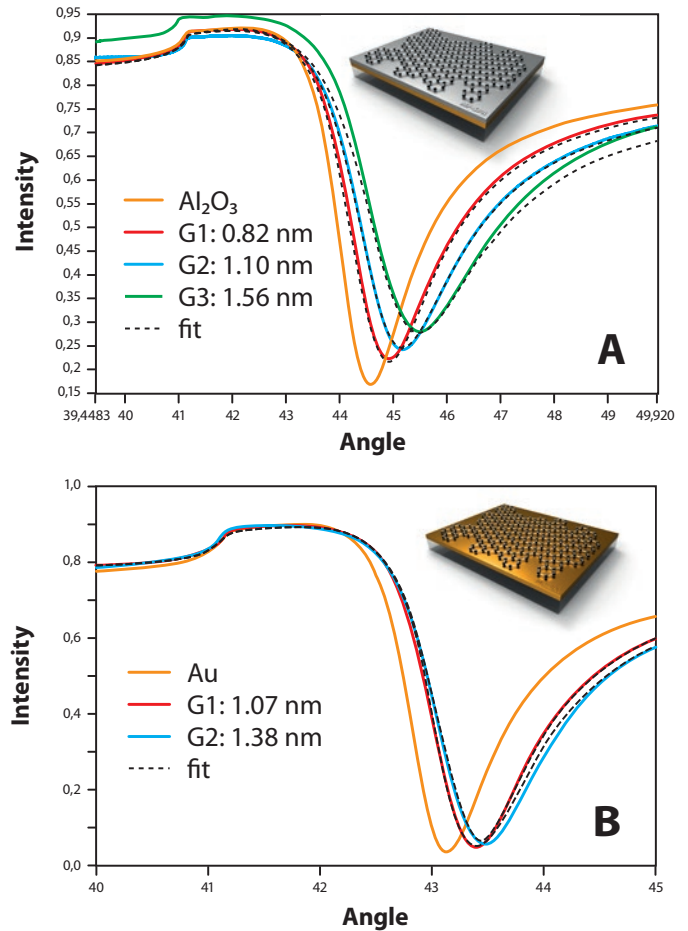 0,95
0,9
0,85
0,8
0,75
0,7
0,65
0,6
0,55
0,5
0,45
0,4
0,35
0,3
0,25
0,2
0,15
Intensity
Al₂O₃
G1: 0.82 nm
G2: 1.10 nm
G3: 1.56 nm
fit
A
39,4483 40 41 42 43 44 45 46 47 48 49 49,920
Angle
1,0
0,8
0,6
0,4
0,2
0,0
Intensity
Au
G1: 1.07 nm
G2: 1.38 nm
fit
B
40 41 42 43 44 45
Angle